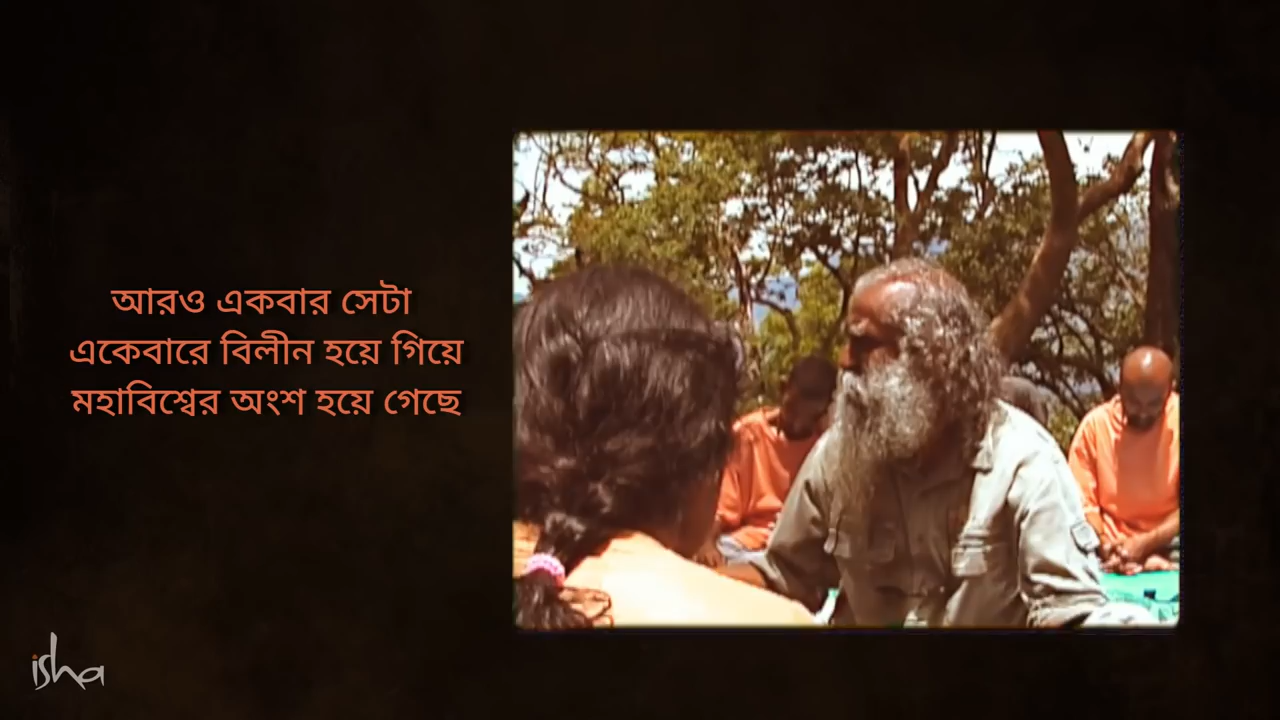 আরও একবার সেটা
একেবারে বিলীন হয়ে গিয়ে
মহাবিশ্বের অংশ হয়ে গেছে
isha